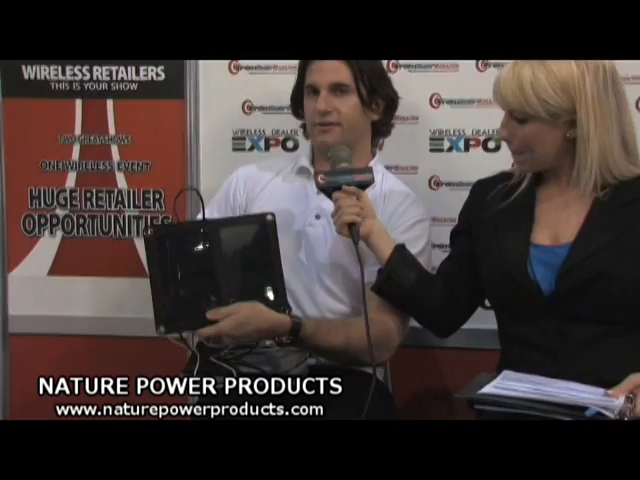 WIRELESS RETAILERS
THIS IS YOUR SHOW
TWO GREAT SHOWS
ONE WIRELESS EVENT
HUGE RETAILER
OPPORTUNITIES
WIRELESS DEALER
EXPO
WIRELESS DEALER
EXPO
NATURE POWER PRODUCTS
www.naturepowerproducts.com